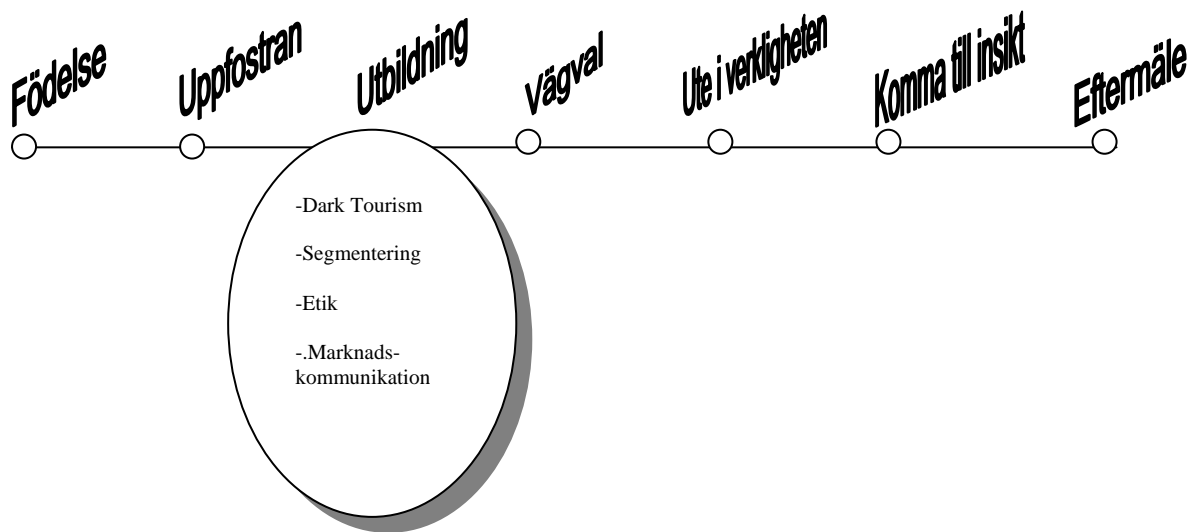 Födelse
Uppfostran
Utbildning
Vägval
Ute i verkligheten
Komma till insikt
Eftermäle
-Dark Tourism
-Segmentering
-Etik
-.Marknads-
kommunikation